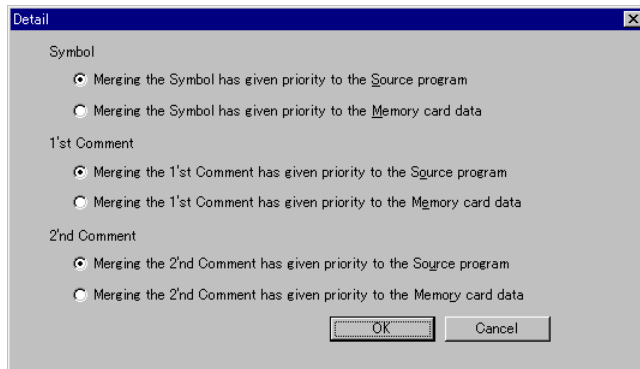 Detail
Symbol
Merging the Symbol has given priority to the Source program
Merging the Symbol has given priority to the Memory card data
1'st Comment
Merging the 1'st Comment has given priority to the Source program
Merging the 1'st Comment has given priority to the Memory card data
2'nd Comment
Merging the 2'nd Comment has given priority to the Source program
Merging the 2'nd Comment has given priority to the Memory card data
OK Cancel